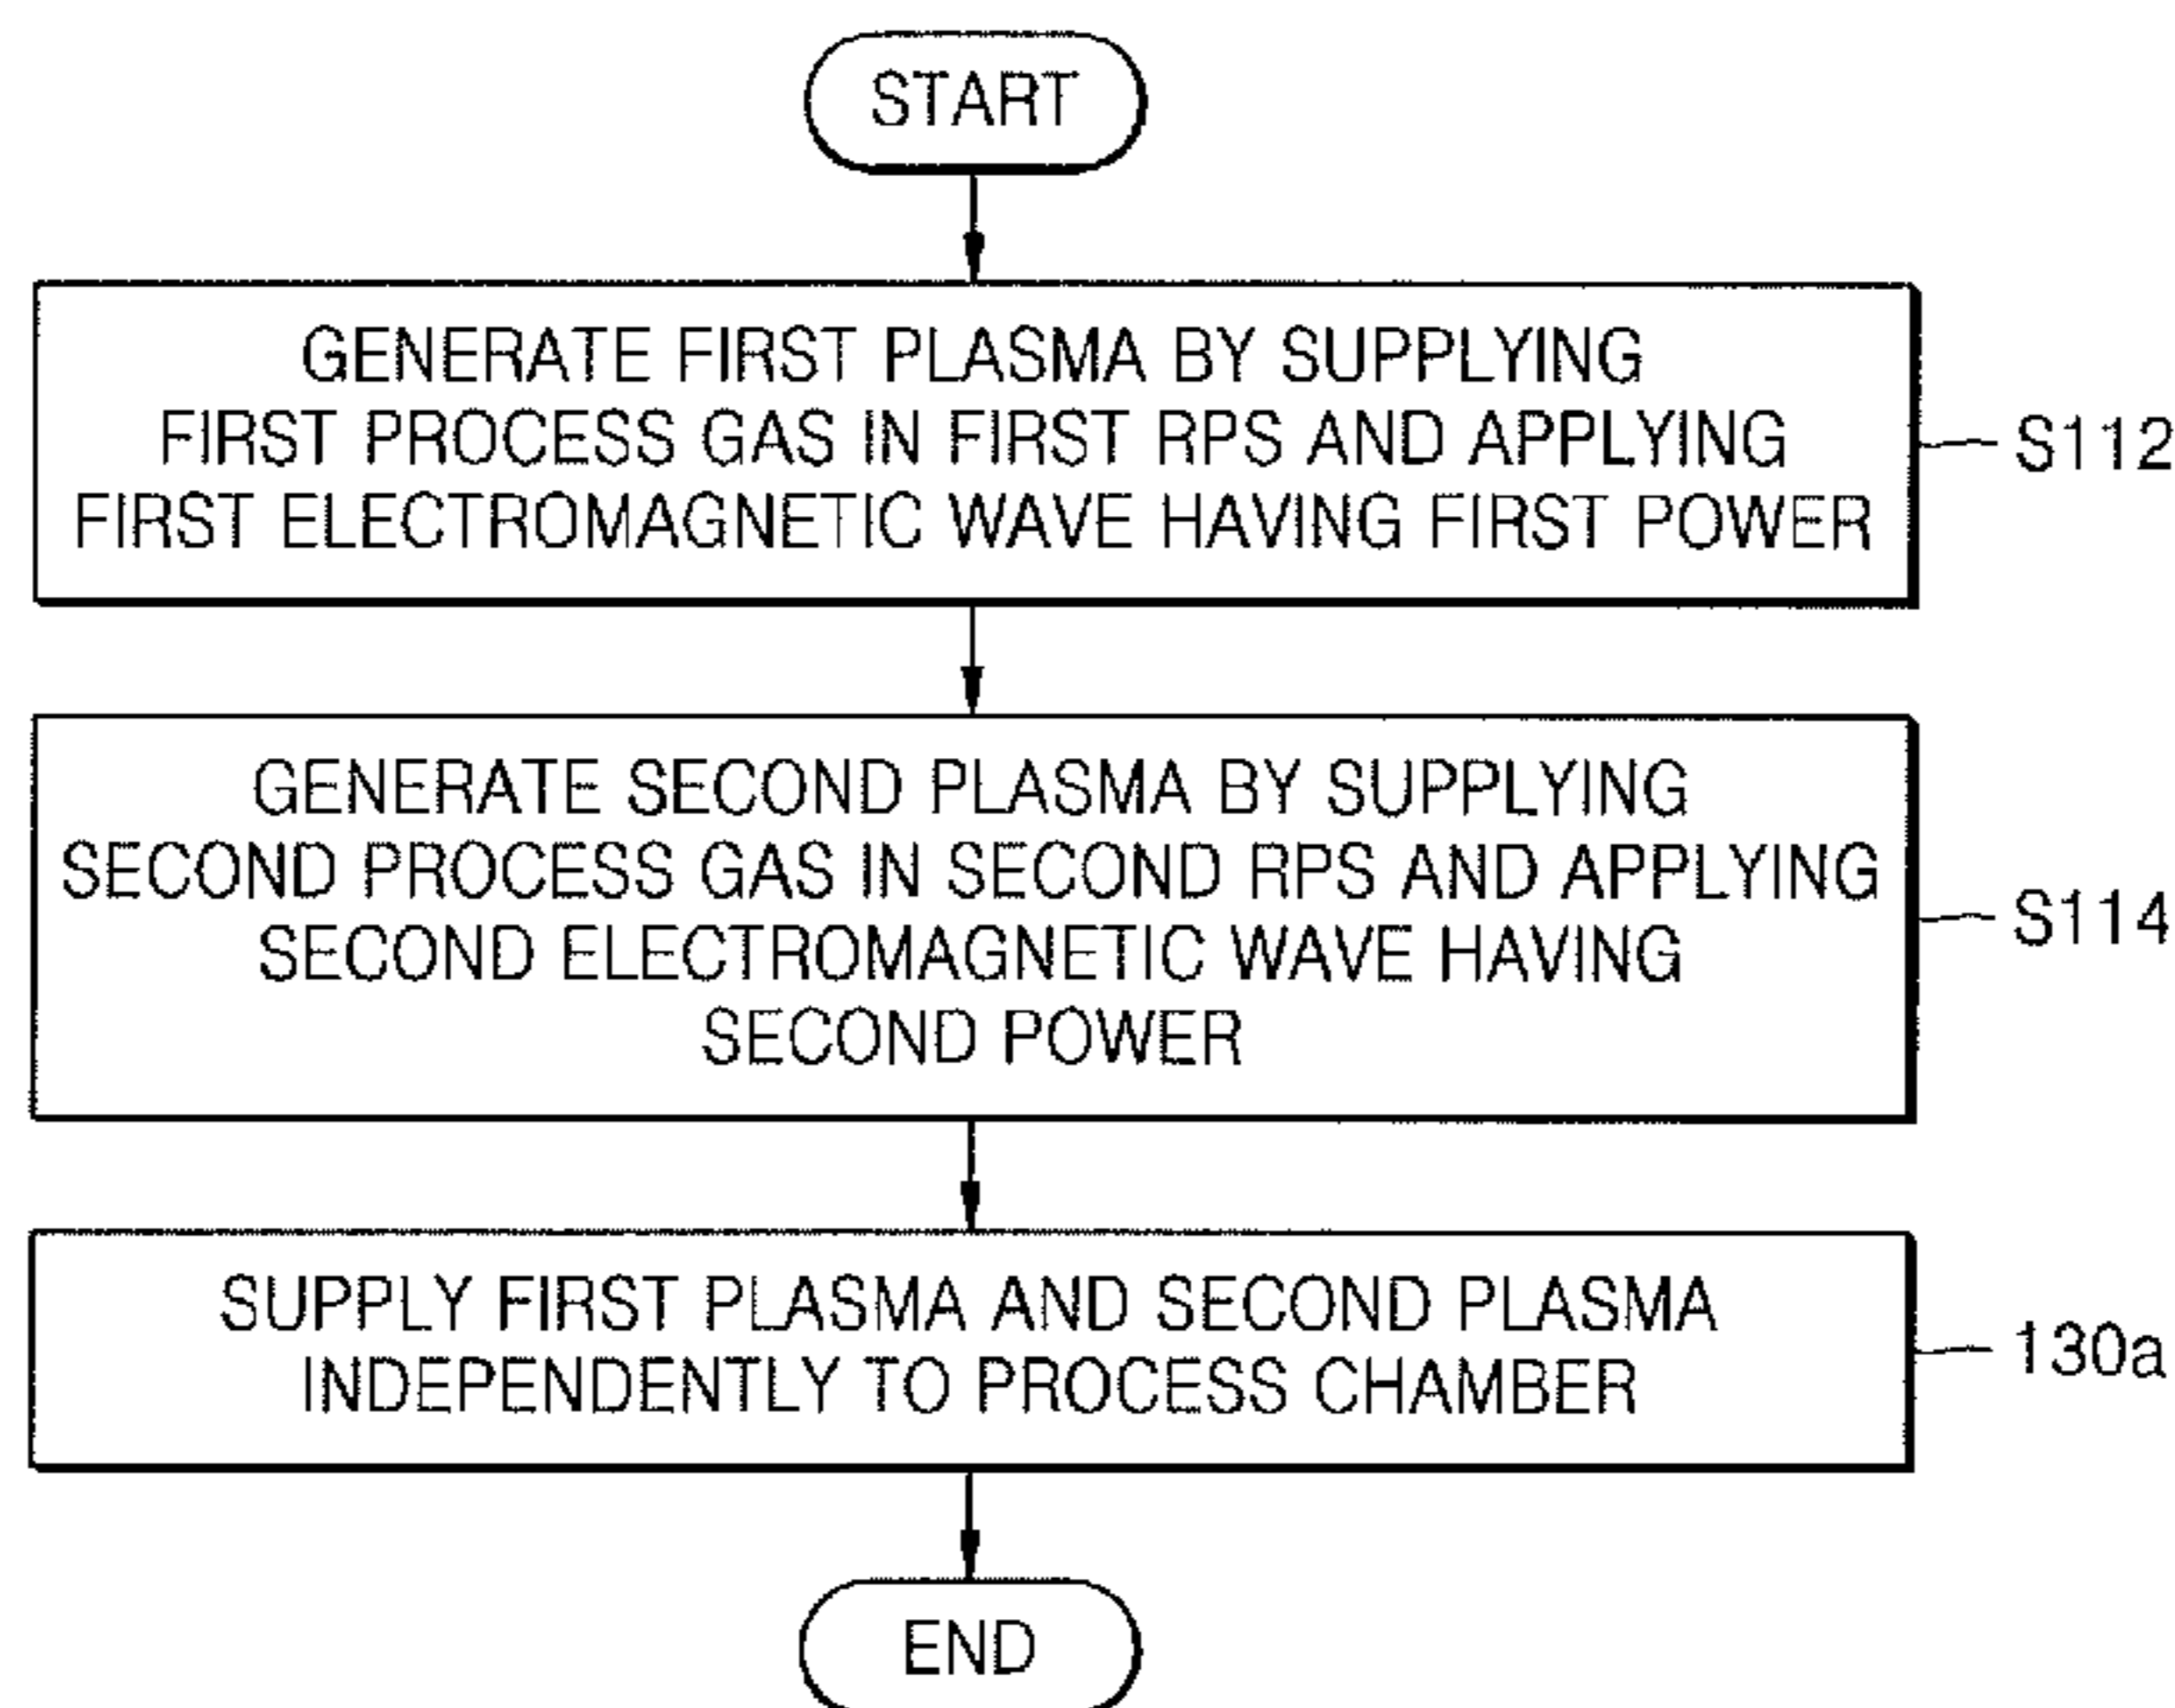 START
GENERATE FIRST PLASMA BY SUPPLYING
FIRST PROCESS GAS IN FIRST RPS AND APPLYING
FIRST ELECTROMAGNETIC WAVE HAVING FIRST POWER
S112
GENERATE SECOND PLASMA BY SUPPLYING
SECOND PROCESS GAS IN SECOND RPS AND APPLYING
SECOND ELECTROMAGNETIC WAVE HAVING
SECOND POWER
S114
SUPPLY FIRST PLASMA AND SECOND PLASMA
INDEPENDENTLY TO PROCESS CHAMBER
130a
END